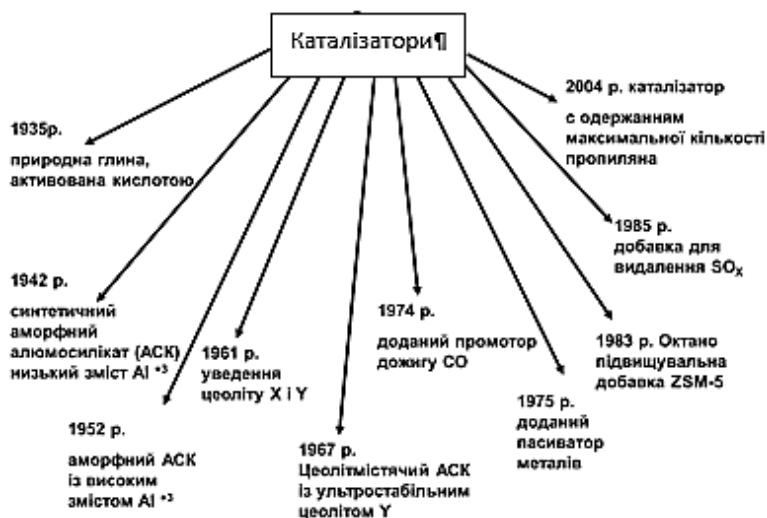 Каталізатори¶
1935р.
природна глина,
активована кислотою
1942 р.
синтетичний
аморфний
алюмосилікат (АСК)
низький зміст Al +3
1952 р.
аморфний АСК
із високим
змістом Al +3
1961 р.
уведення
цеоліту X і Y
1967 р.
Цеолітмістячий АСК
із ультростабільним
цеолітом Y
1974 р.
доданий промотор
дожигу CO
1975 р.
доданий
пасиватор
металів
1983 р. Октано
підвищувальна
добавка ZSM-5
1985 р.
добавка для
видалення SOX
2004 р. каталізатор
с одержанням
максимальної кількості
пропиляна